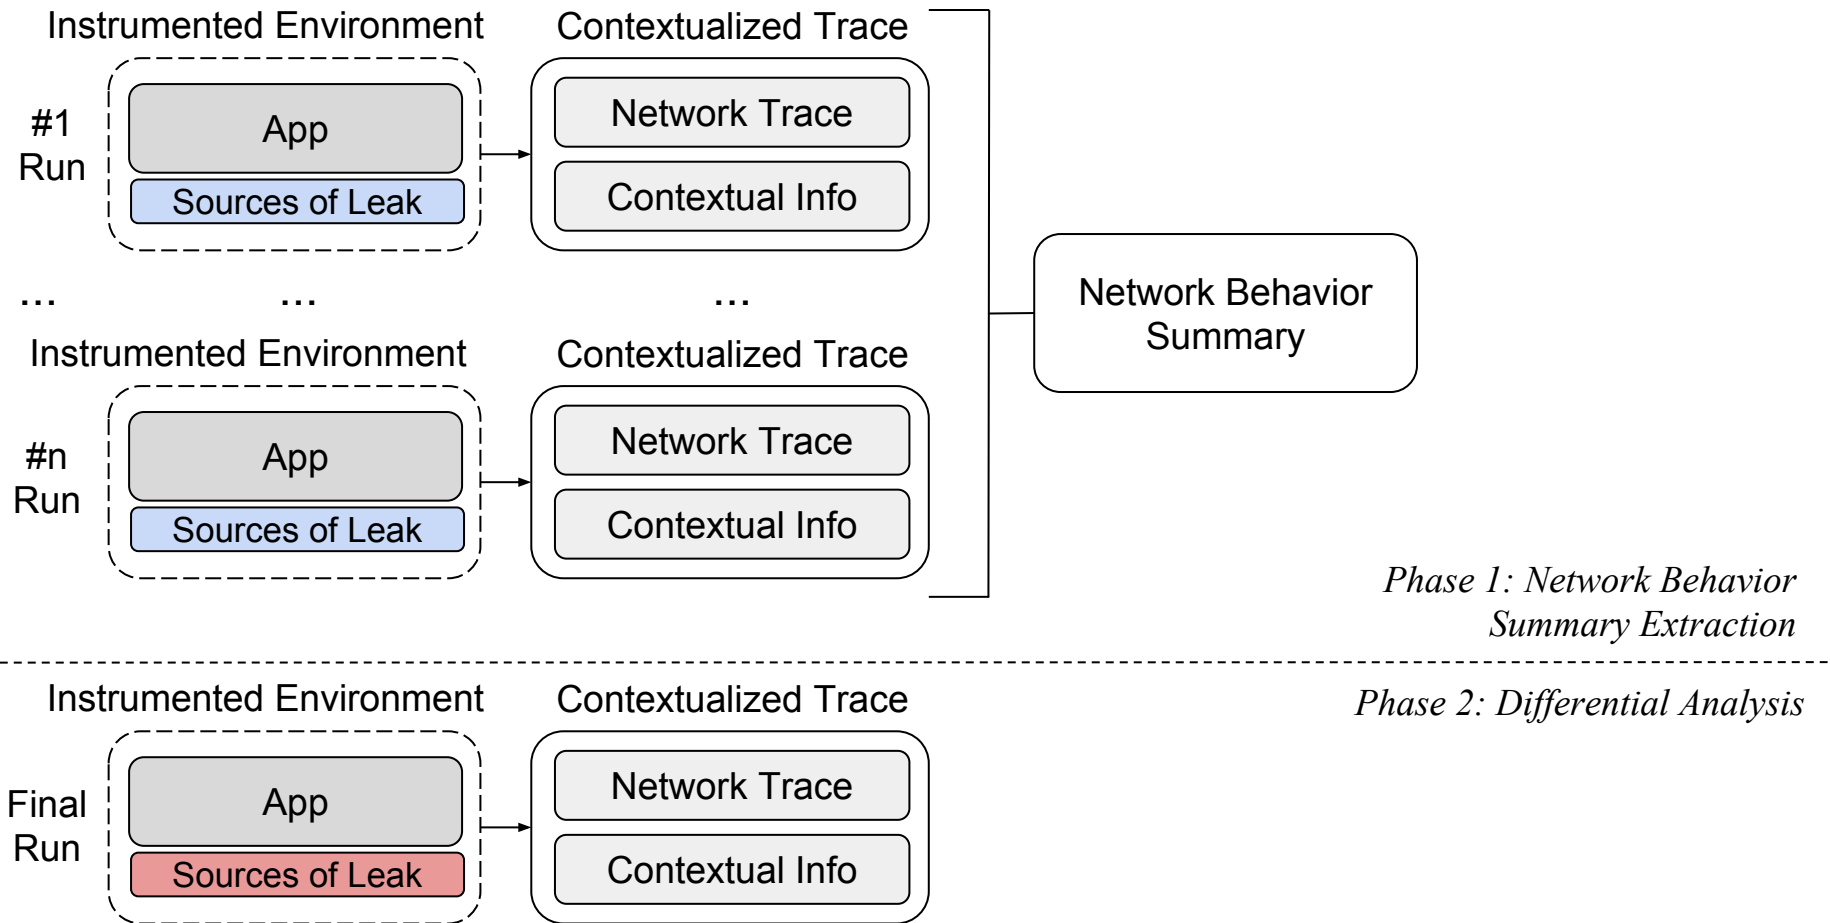 Instrumented Environment
Contextualized Trace
#1
Run
App
Sources of Leak
Network Trace
Contextual Info
... ... ...
Network Behavior
Summary
Instrumented Environment
Contextualized Trace
#n
Run
App
Sources of Leak
Network Trace
Contextual Info
Phase 1: Network Behavior
Summary Extraction
Instrumented Environment
Contextualized Trace
Phase 2: Differential Analysis
Final
Run
App
Sources of Leak
Network Trace
Contextual Info